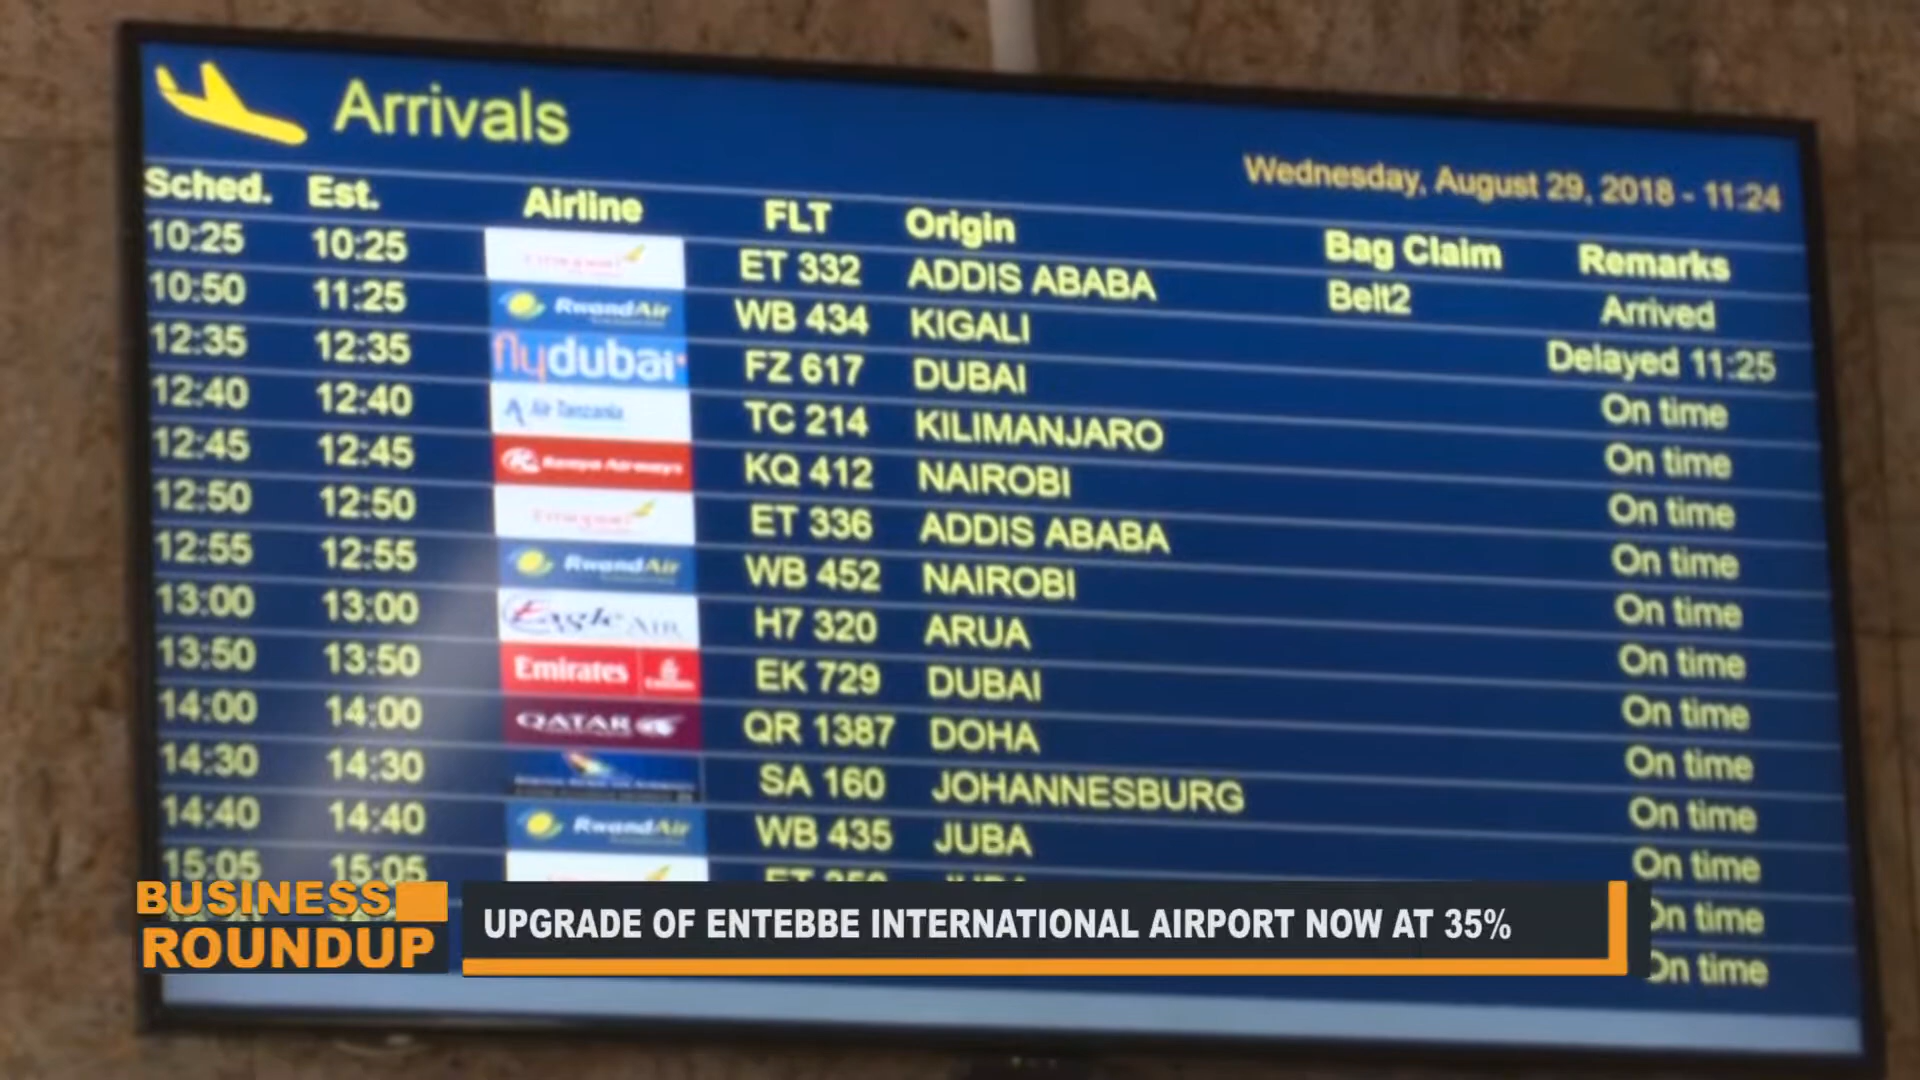 Arrivals
Wednesday, August 29, 2018 - 11:24
Sched. Est. Airline FLT Origin Bag Claim Remarks
10:25 10:25 ET 332 ADDIS ABABA Belt2 Arrived
10:50 11:25 RwandAir WB 434 KIGALI Delayed 11:25
12:35 12:35 flydubai FZ 617 DUBAI On time
12:40 12:40 Air Tanzania TC 214 KILIMANJARO On time
12:45 12:45 Kenya Airways KQ 412 NAIROBI On time
12:50 12:50 ET 336 ADDIS ABABA On time
12:55 12:55 RwandAir WB 452 NAIROBI On time
13:00 13:00 Eagle AIR H7 320 ARUA On time
13:50 13:50 Emirates EK 729 DUBAI On time
14:00 14:00 QATAR QR 1387 DOHA On time
14:30 14:30 SA 160 JOHANNESBURG On time
14:40 14:40 RwandAir WB 435 JUBA On time
15:05 15:05 On time
On time
BUSINESS
ROUNDUP
UPGRADE OF ENTEBBE INTERNATIONAL AIRPORT NOW AT 35%